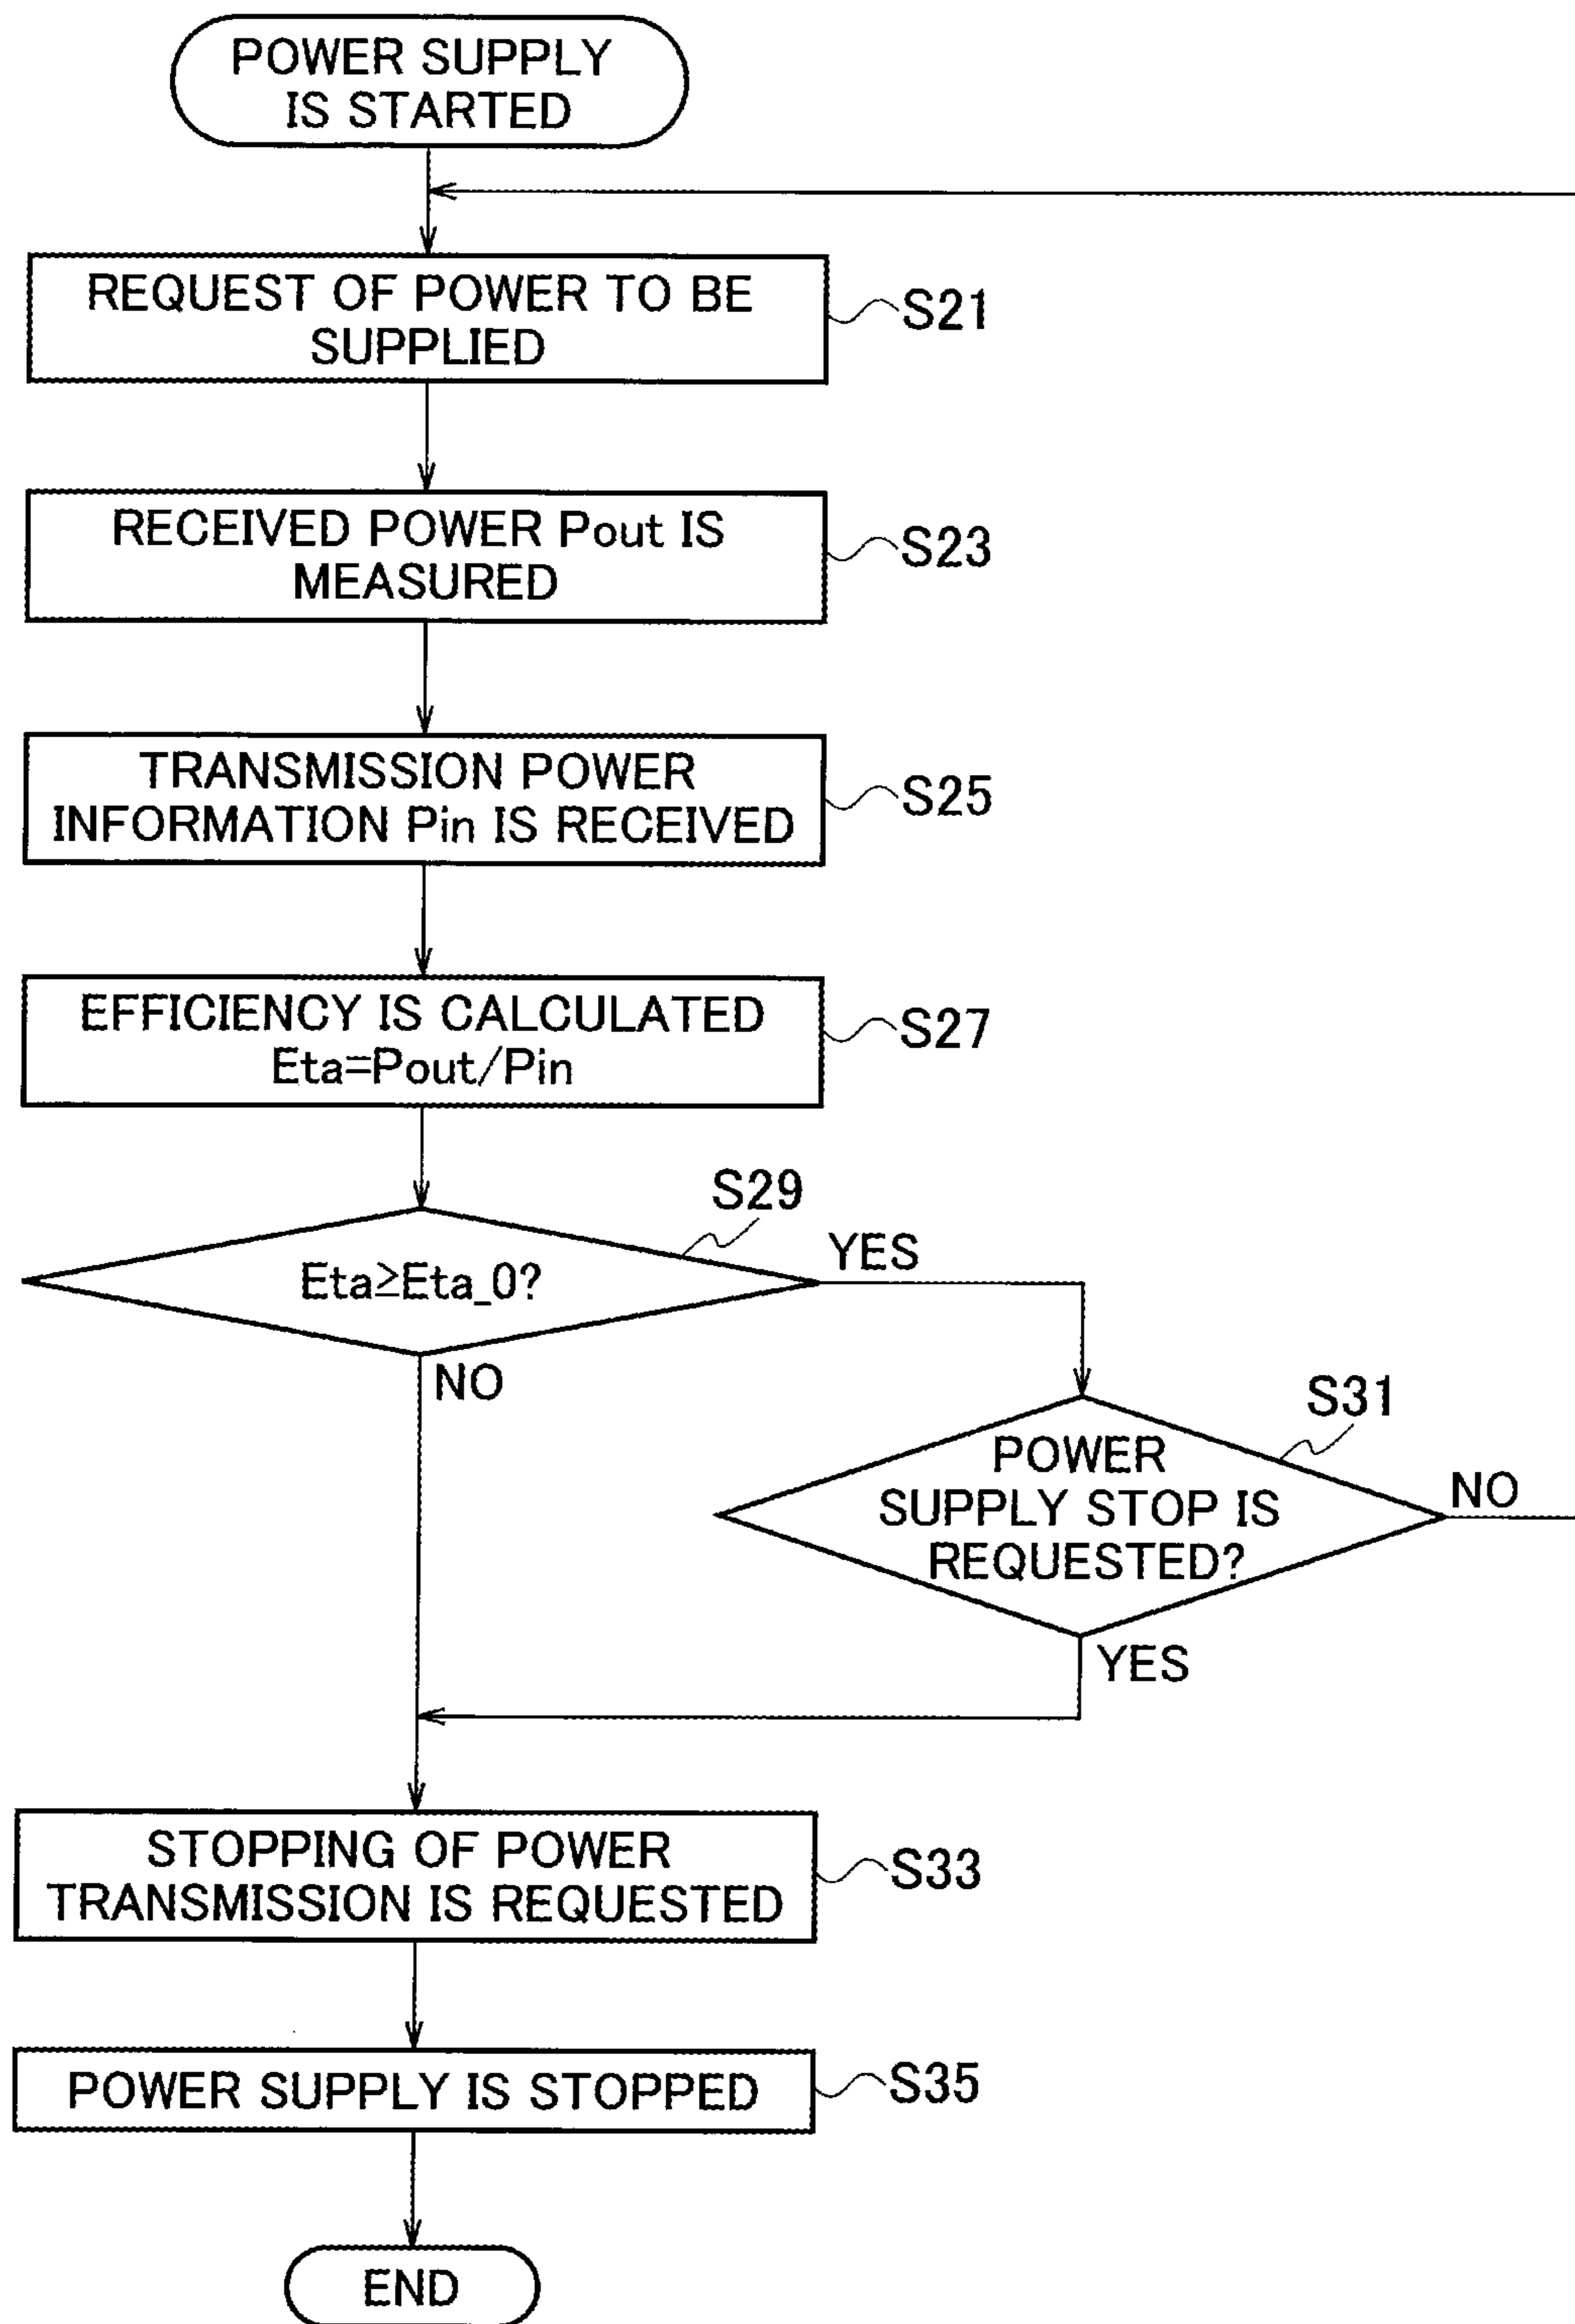 POWER SUPPLY
IS STARTED
REQUEST OF POWER TO BE
SUPPLIED
S21
RECEIVED POWER Pout IS
MEASURED
S23
TRANSMISSION POWER
INFORMATION Pin IS RECEIVED
S25
EFFICIENCY IS CALCULATED
Eta=Pout/Pin
S27
S29
Eta≥Eta_0?
YES
NO
S31
POWER
SUPPLY STOP IS
REQUESTED?
NO
YES
STOPPING OF POWER
TRANSMISSION IS REQUESTED
S33
POWER SUPPLY IS STOPPED
S35
END